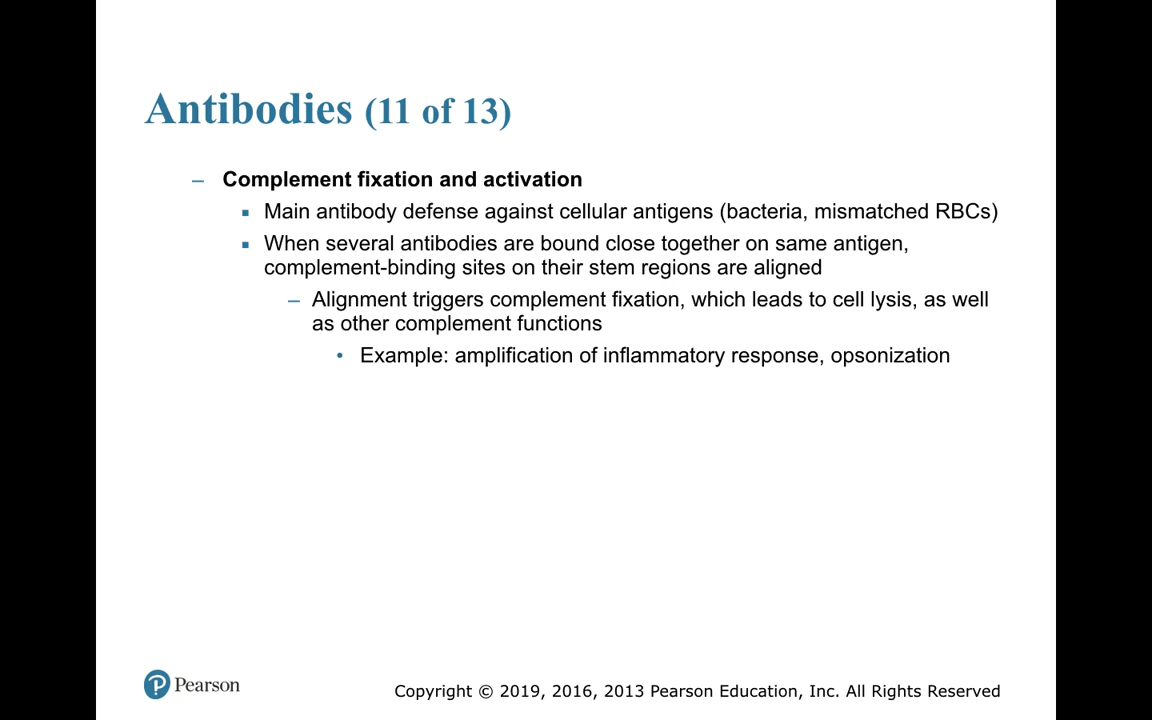 Antibodies (11 of 13)
– Complement fixation and activation
▪ Main antibody defense against cellular antigens (bacteria, mismatched RBCs)
▪ When several antibodies are bound close together on same antigen,
complement-binding sites on their stem regions are aligned
– Alignment triggers complement fixation, which leads to cell lysis, as well
as other complement functions
• Example: amplification of inflammatory response, opsonization
Pearson
Copyright © 2019, 2016, 2013 Pearson Education, Inc. All Rights Reserved